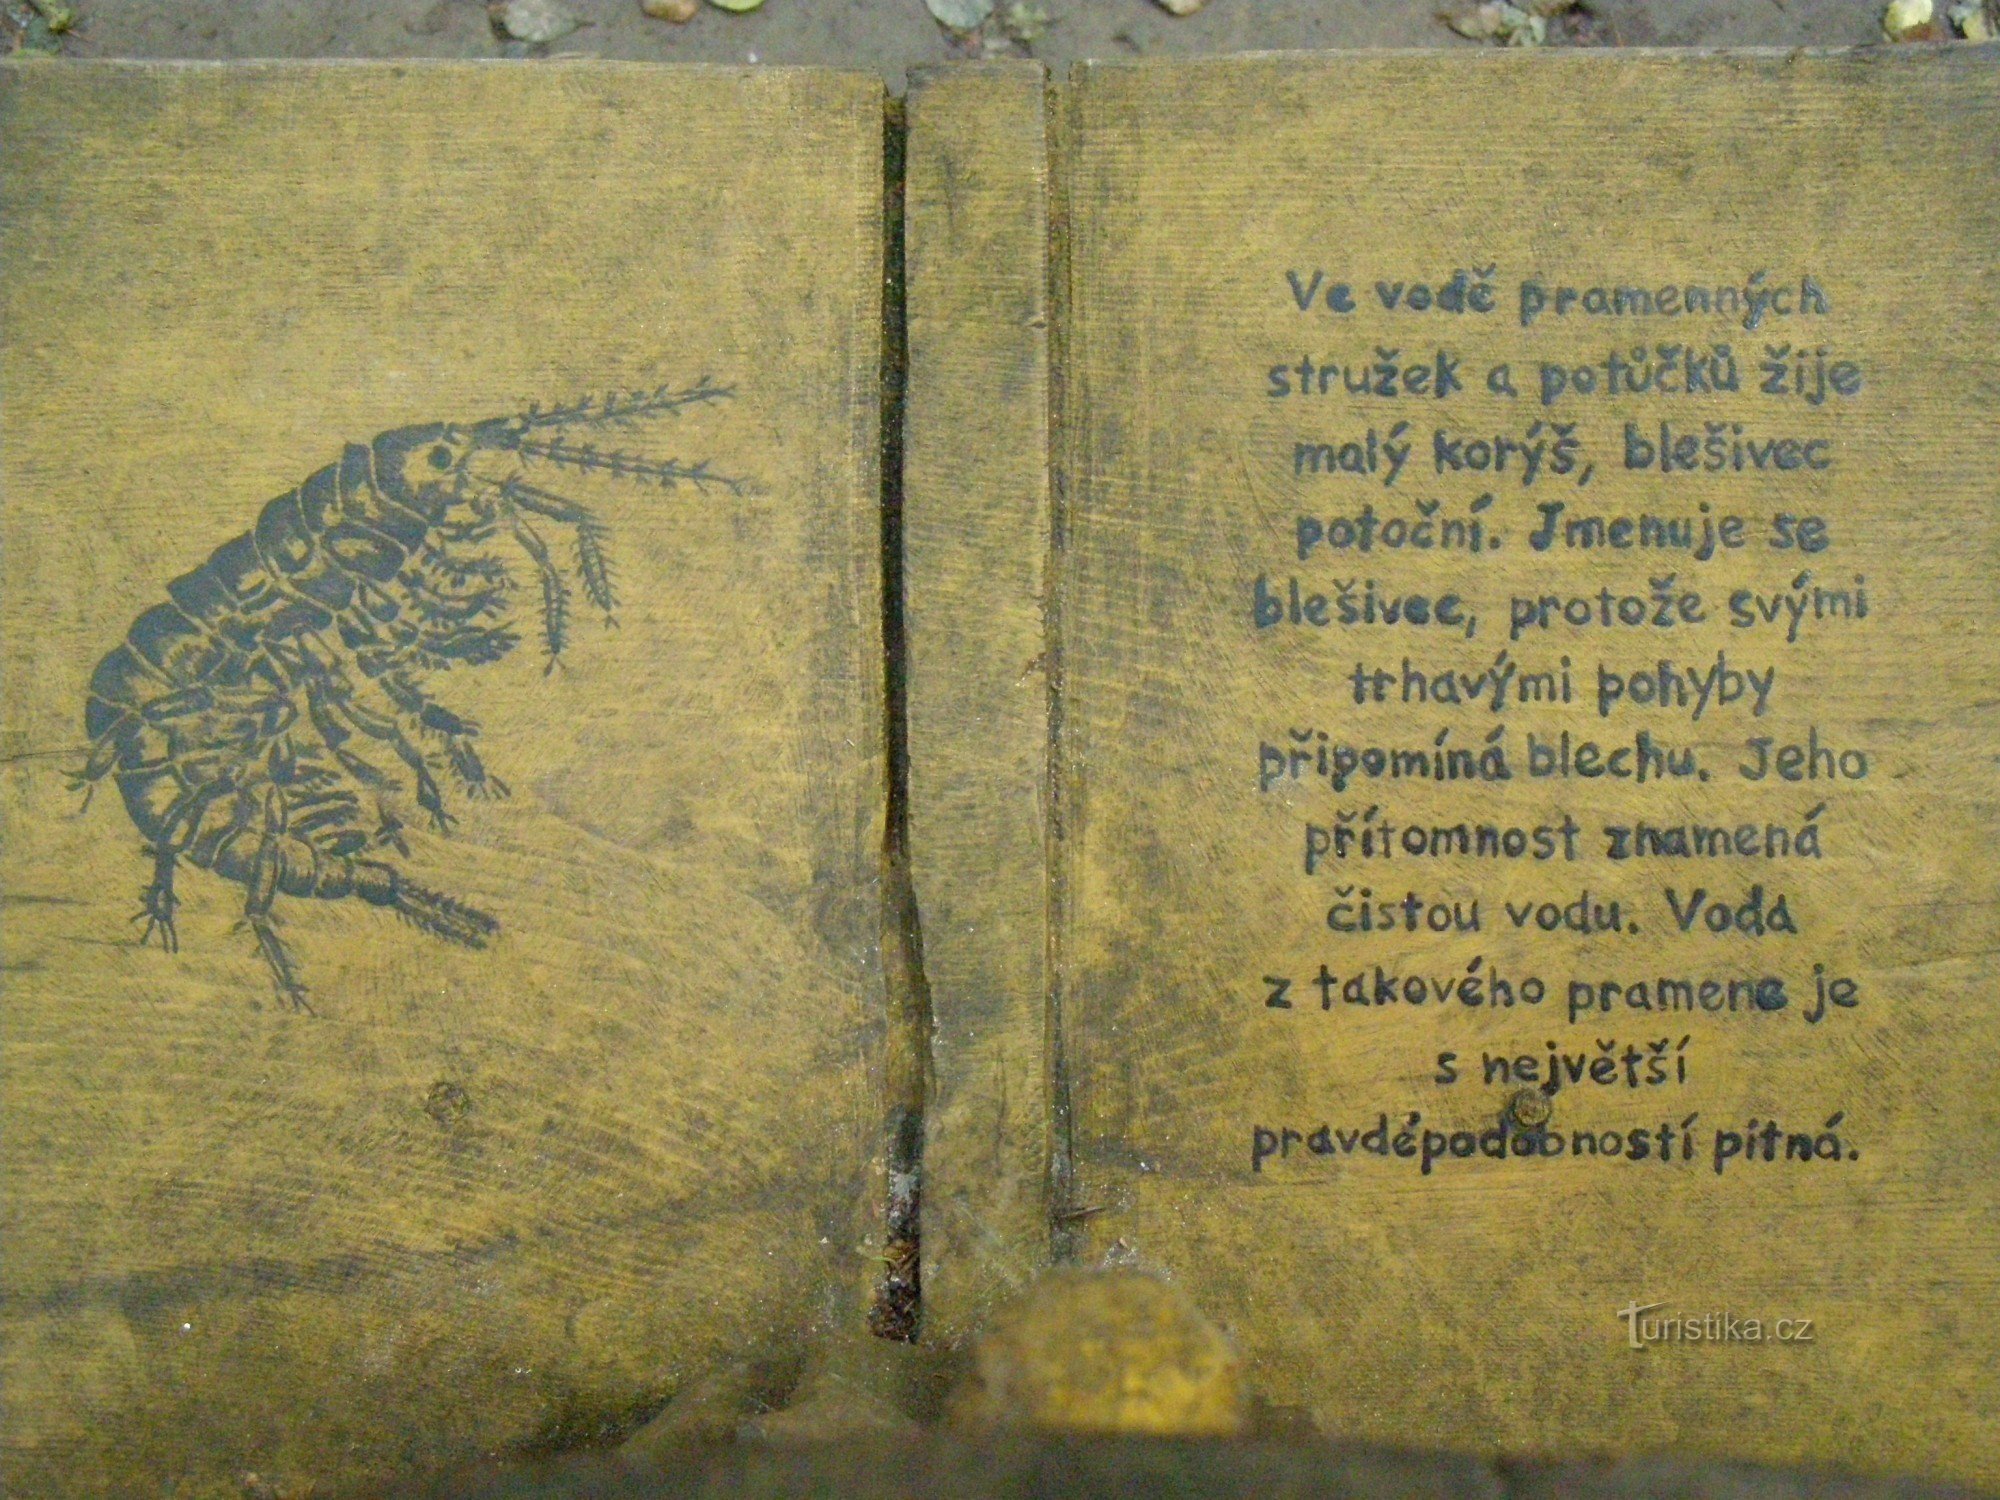 Ve vodě pramenných
stružek a potůčků žije
malý korýš, blešivec
potoční. Jmenuje se
blešivec, protože svými
trhavými pohyby
připomíná blechu. Jeho
přítomnost znamená
čistou vodu. Voda
z takového pramene je
s největší
pravděpodobností pitná.
Turistika.cz